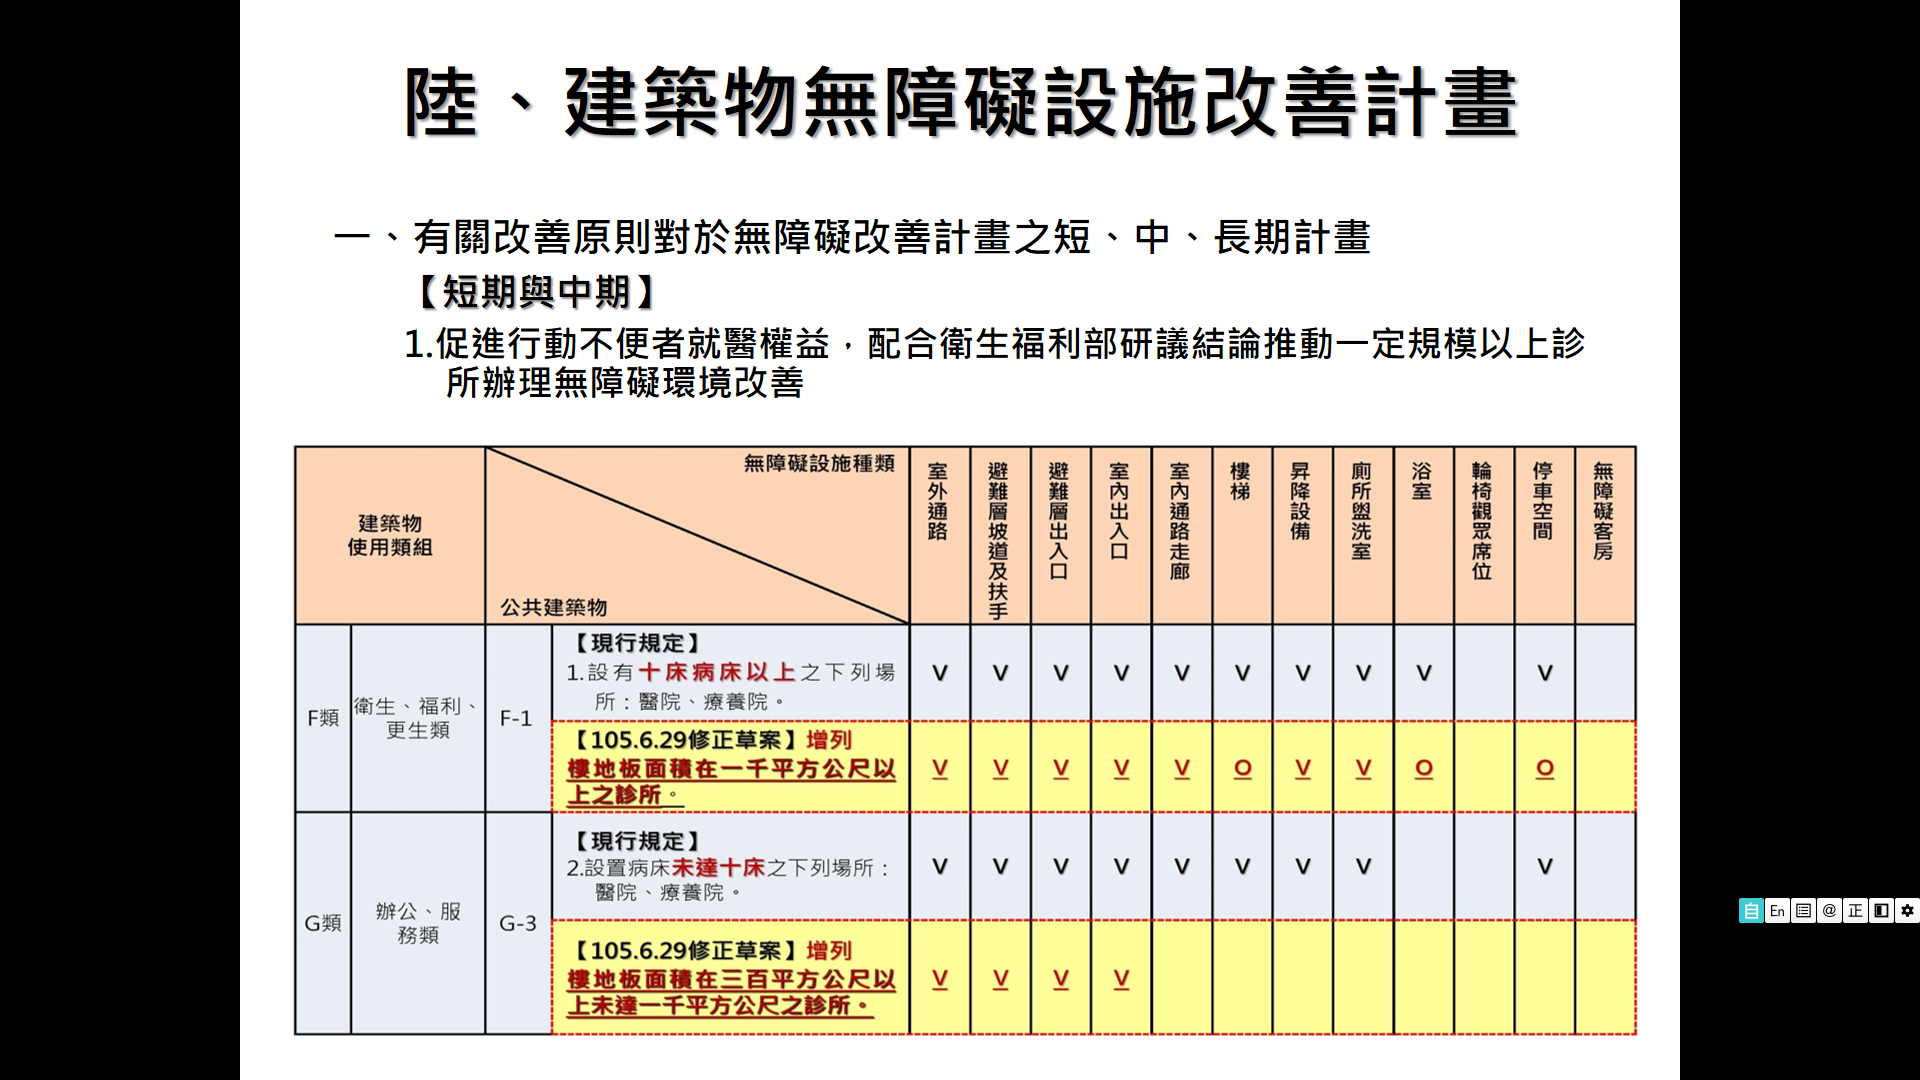 陸、建築物無障礙設施改善計畫
一、有關改善原則對於無障礙改善計畫之短、中、長期計畫
【短期與中期】
1.促進行動不便者就醫權益，配合衛生福利部研議結論推動一定規模以上診
所辦理無障礙環境改善
建築物
使用類組
無障礙設施種類
公共建築物
室外通路
避難層坡道及扶手
避難層出入口
室內出入口
室內通路走廊
樓梯
昇降設備
廁所盥洗室
浴室
輪椅觀眾席位
停車空間
無障礙客房
F類
衛生、福利、
更生類
F-1
【現行規定】
1.設有十床病床以上之下列場
所：醫院、療養院。
V V V V V V V V V V
【105.6.29修正草案】增列
樓地板面積在一千平方公尺以
上之診所。
V V V V V O V V O O
G類
辦公、服
務類
G-3
【現行規定】
2.設置病床未達十床之下列場所：
醫院、療養院。
V V V V V V V V V
【105.6.29修正草案】增列
樓地板面積在三百平方公尺以
上未達一千平方公尺之診所。
V V V V
自 En @ 正